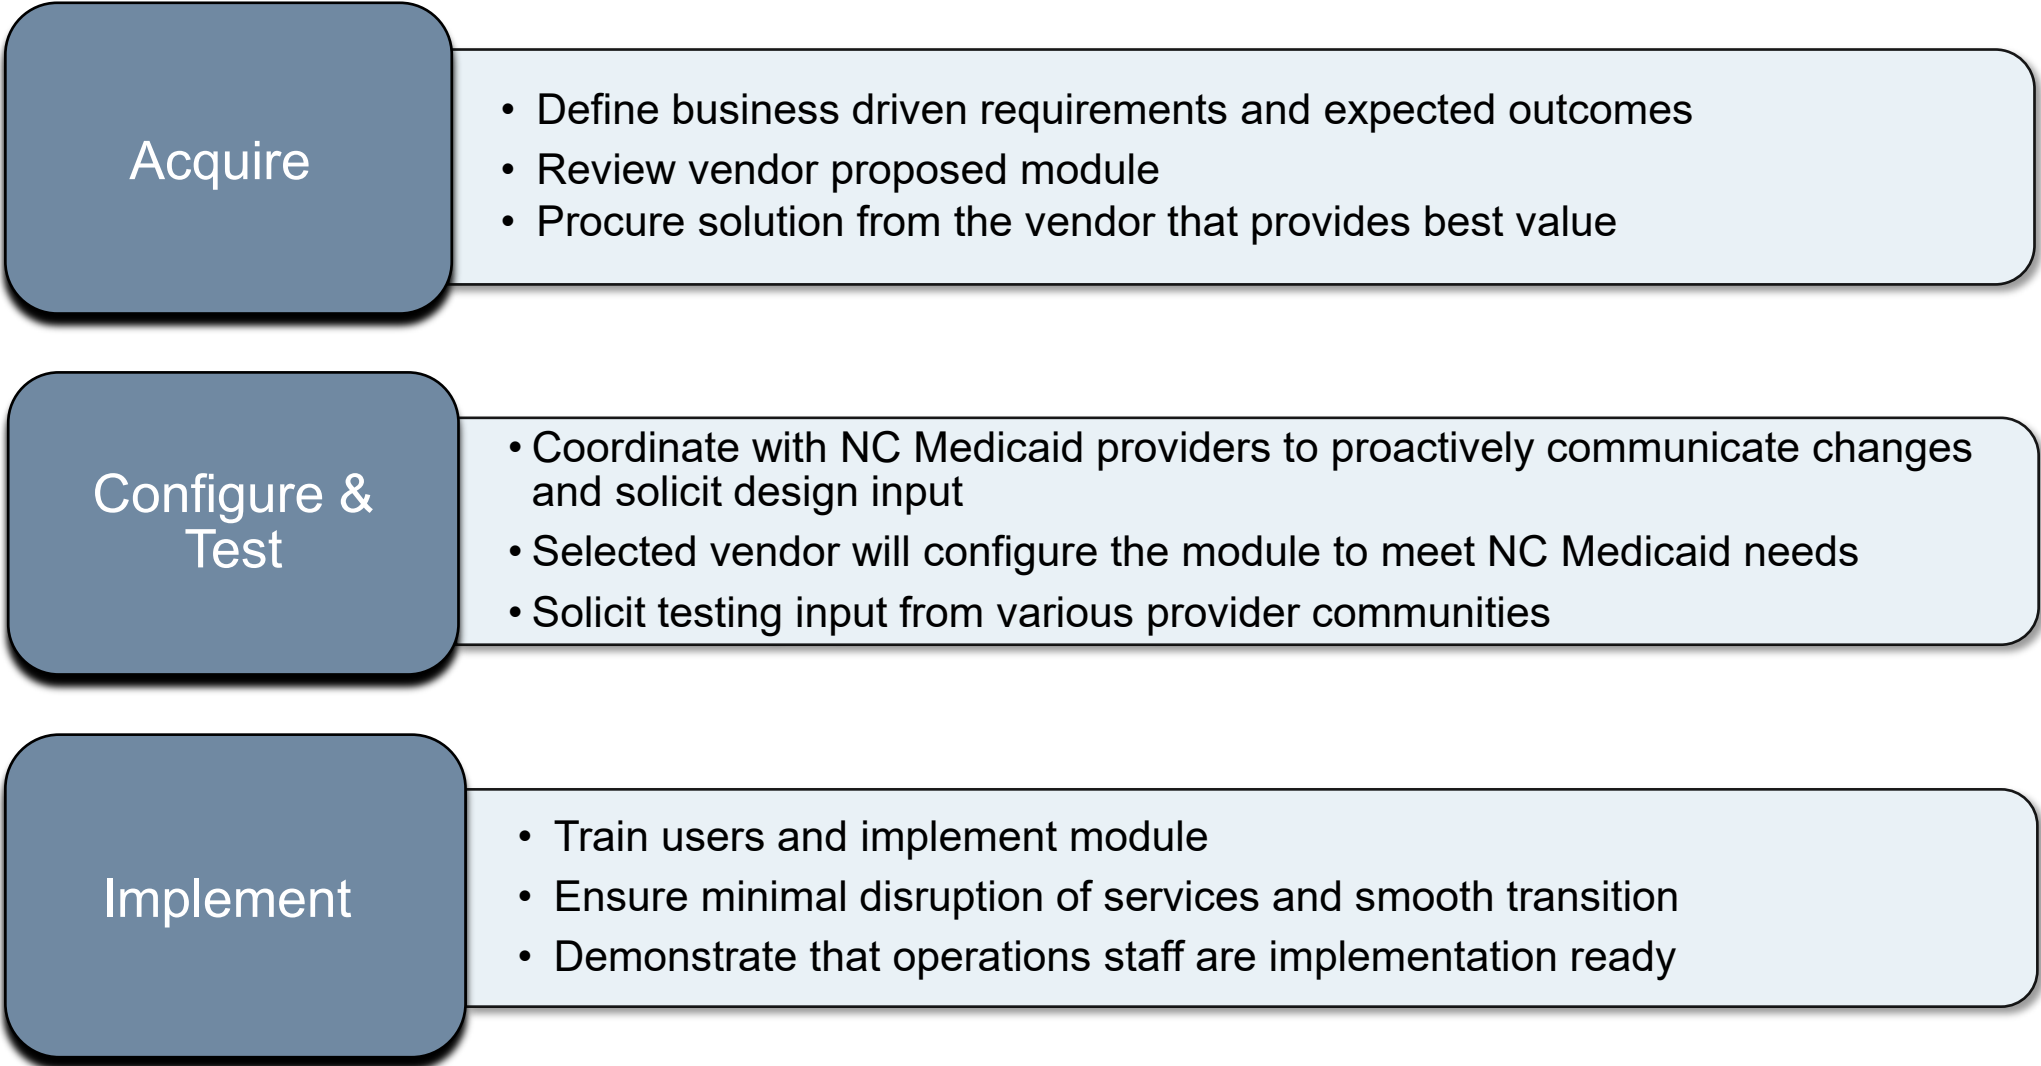 Acquire
• Define business driven requirements and expected outcomes
• Review vendor proposed module
• Procure solution from the vendor that provides best value
Configure &
Test
• Coordinate with NC Medicaid providers to proactively communicate changes
and solicit design input
• Selected vendor will configure the module to meet NC Medicaid needs
• Solicit testing input from various provider communities
Implement
• Train users and implement module
• Ensure minimal disruption of services and smooth transition
• Demonstrate that operations staff are implementation ready